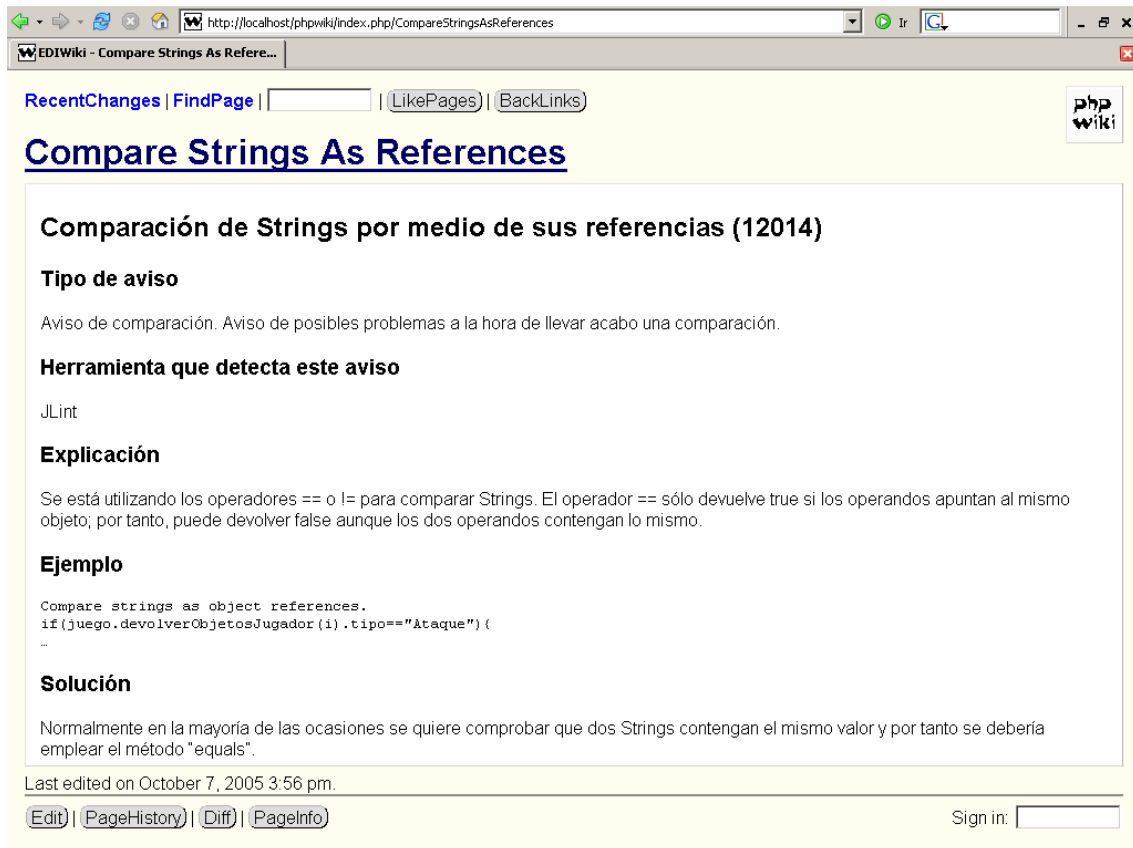 http://localhost/phpwiki/index.php/CompareStringsAsReferences
Ir
G
EDIWiki - Compare Strings As Refere...
RecentChanges | FindPage | | LikePages | BackLinks
php
wiki
Compare Strings As References
Comparación de Strings por medio de sus referencias (12014)
Tipo de aviso
Aviso de comparación. Aviso de posibles problemas a la hora de llevar acabo una comparación.
Herramienta que detecta este aviso
JLint
Explicación
Se está utilizando los operadores == o != para comparar Strings. El operador == sólo devuelve true si los operandos apuntan al mismo
objeto; por tanto, puede devolver false aunque los dos operandos contengan lo mismo.
Ejemplo
Compare strings as object references.
if(juego.devolverObjetosJugador(i).tipo=="Ataque"){
…
Solución
Normalmente en la mayoría de las ocasiones se quiere comprobar que dos Strings contengan el mismo valor y por tanto se debería
emplear el método "equals".
Last edited on October 7, 2005 3:56 pm.
Edit | PageHistory | Diff | PageInfo
Sign in: